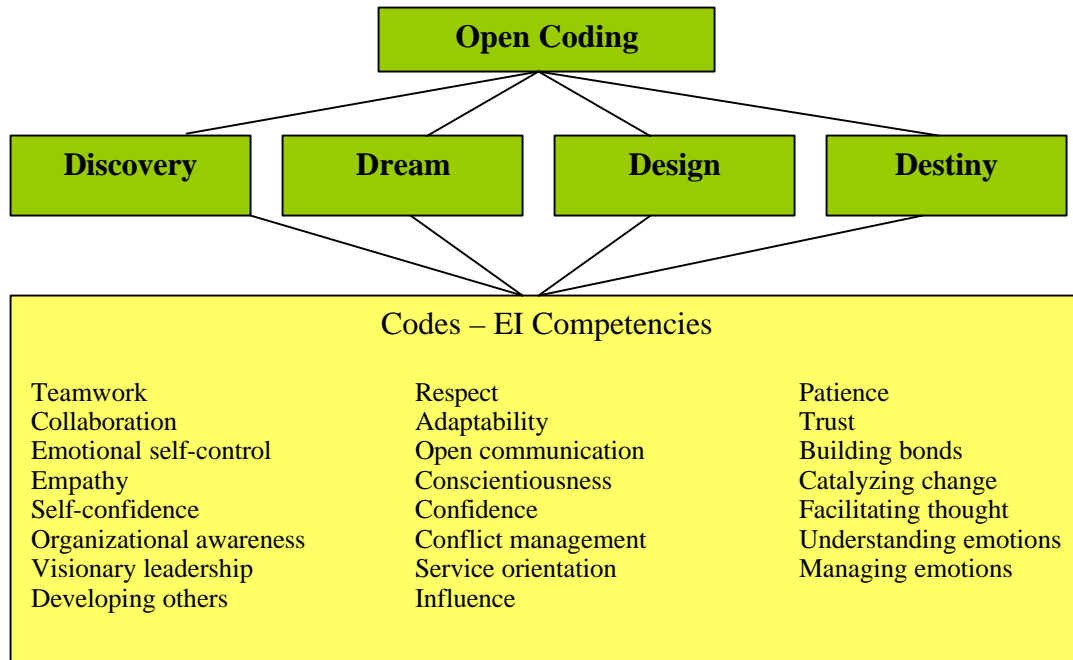 Open Coding
Discovery
Dream
Design
Destiny
Codes – EI Competencies
Teamwork
Collaboration
Emotional self-control
Empathy
Self-confidence
Organizational awareness
Visionary leadership
Developing others
Respect
Adaptability
Open communication
Conscientiousness
Confidence
Conflict management
Service orientation
Influence
Patience
Trust
Building bonds
Catalyzing change
Facilitating thought
Understanding emotions
Managing emotions